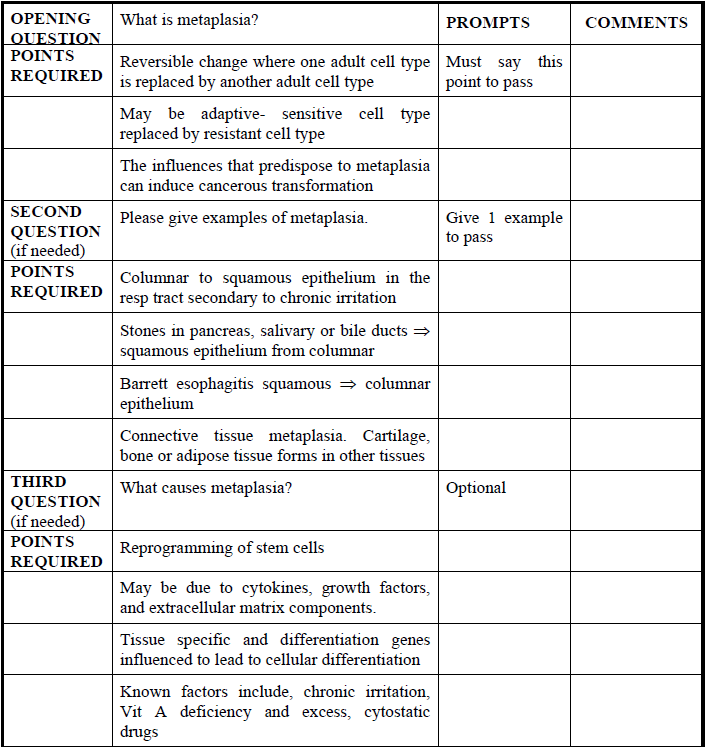 OPENING QUESTION
What is metaplasia?
PROMPTS
COMMENTS
POINTS REQUIRED
Reversible change where one adult cell type
is replaced by another adult cell type
Must say this
point to pass
May be adaptive- sensitive cell type
replaced by resistant cell type
The influences that predispose to metaplasia
can induce cancerous transformation
SECOND
QUESTION
(if needed)
Please give examples of metaplasia.
Give 1 example
to pass
POINTS
REQUIRED
Columnar to squamous epithelium in the
resp tract secondary to chronic irritation
Stones in pancreas, salivary or bile ducts ⇒
squamous epithelium from columnar
Barrett esophagitis squamous ⇒ columnar
epithelium
Connective tissue metaplasia. Cartilage,
bone or adipose tissue forms in other tissues
THIRD
QUESTION
(if needed)
What causes metaplasia?
Optional
POINTS
REQUIRED
Reprogramming of stem cells
May be due to cytokines, growth factors,
and extracellular matrix components.
Tissue specific and differentiation genes
influenced to lead to cellular differentiation
Known factors include, chronic irritation,
Vit A deficiency and excess, cytostatic
drugs